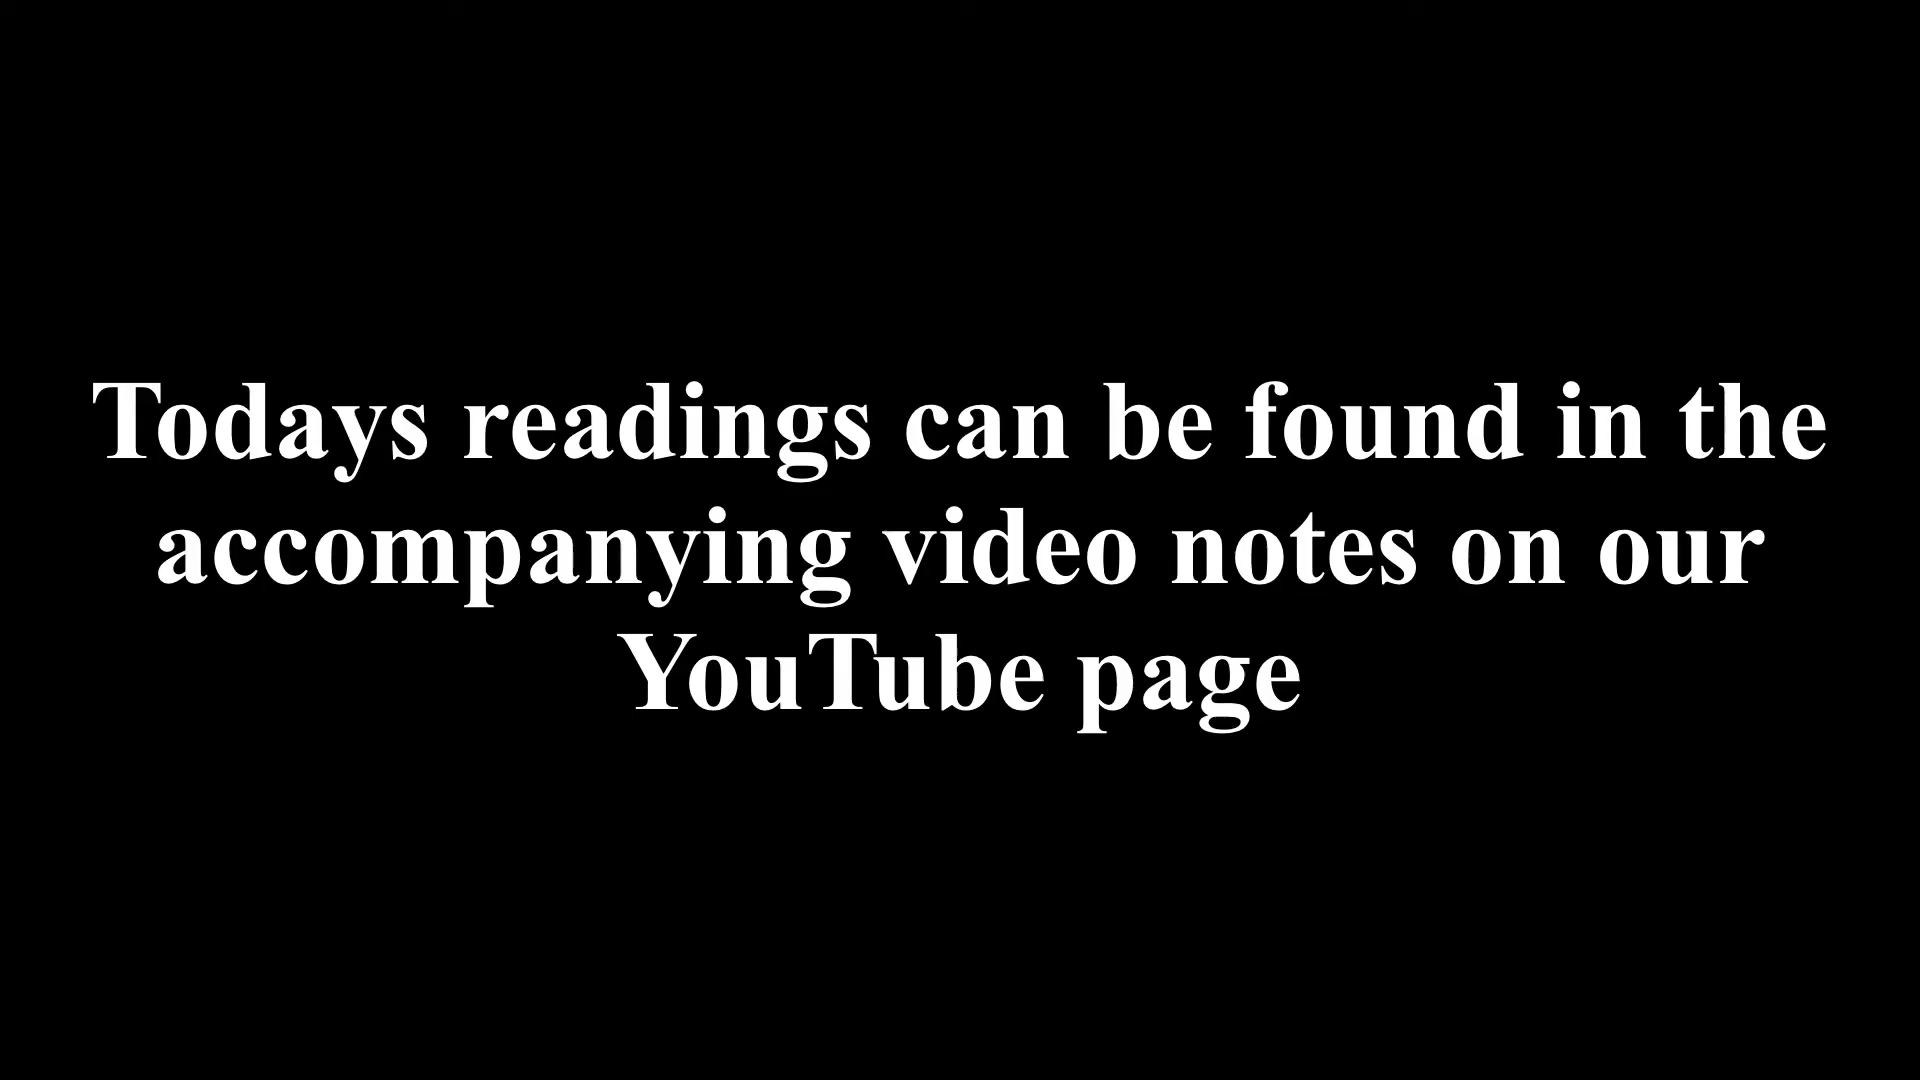 Todays readings can be found in the
accompanying video notes on our
YouTube page